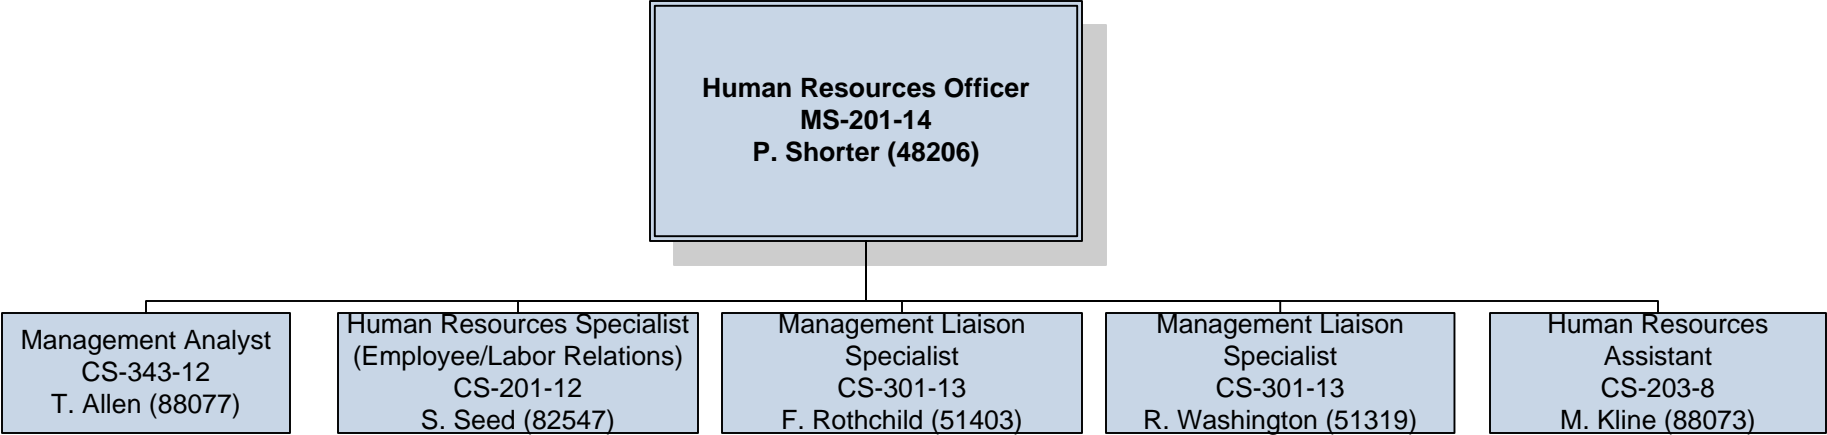 Human Resources Officer
MS-201-14
P. Shorter (48206)
Management Analyst
CS-343-12
T. Allen (88077)
Human Resources Specialist
(Employee/Labor Relations)
CS-201-12
S. Seed (82547)
Management Liaison
Specialist
CS-301-13
F. Rothchild (51403)
Management Liaison
Specialist
CS-301-13
R. Washington (51319)
Human Resources
Assistant
CS-203-8
M. Kline (88073)